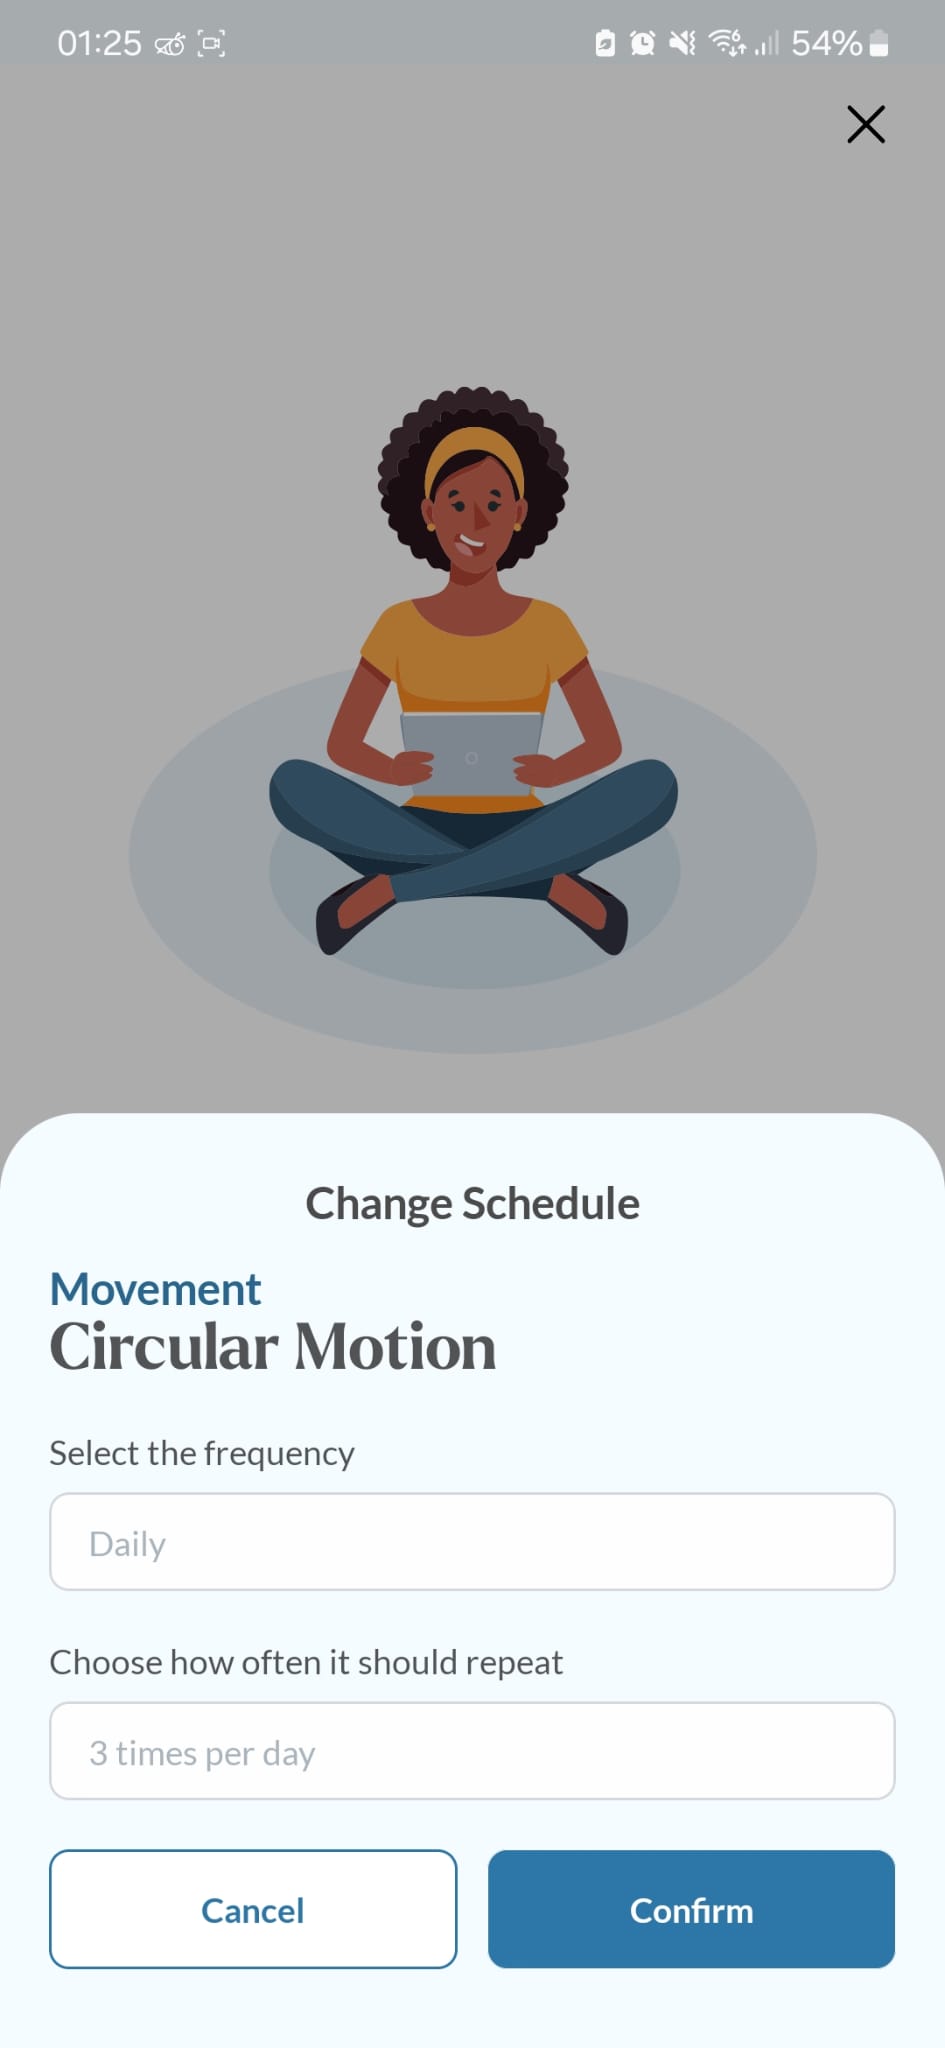 01:25 54%
Change Schedule
Movement
Circular Motion
Select the frequency
Daily
Choose how often it should repeat
3 times per day
Cancel Confirm